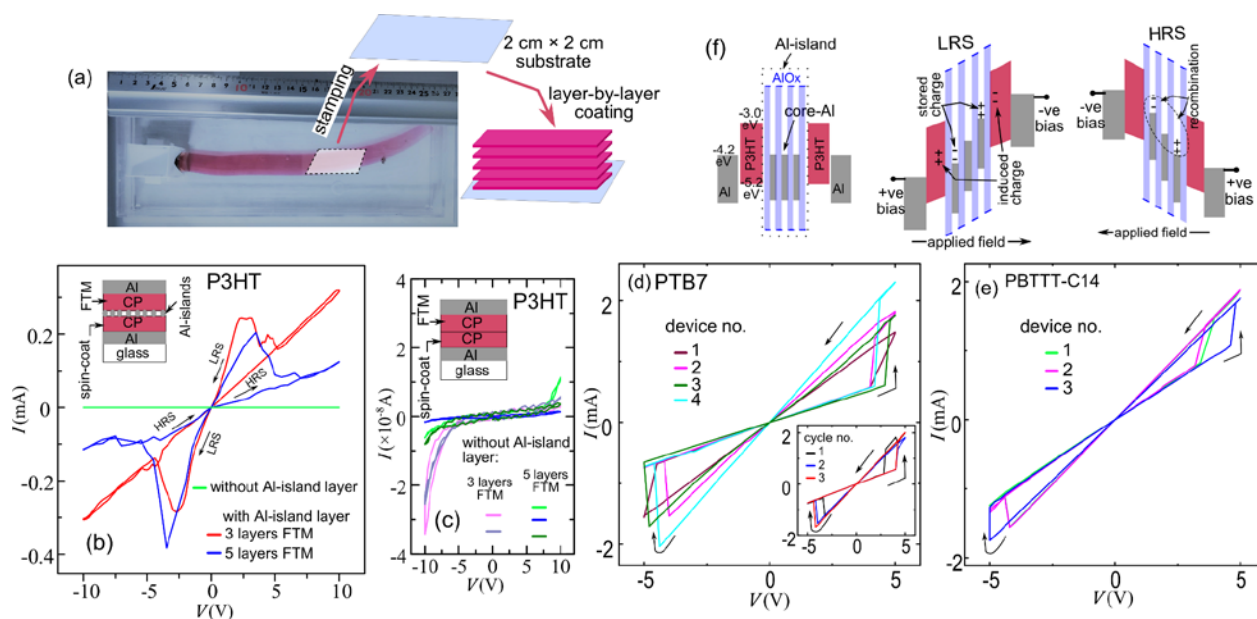 (a)
stamping
2 cm × 2 cm
substrate
layer-by-layer
coating
(f)
Al-island
AlOx
core-Al
-3.0
eV
-4.2
eV
-5.2
eV
P3HT
P3HT
Al
Al
LRS
stored
charge
induced
charge
-ve
bias
+ve
bias
applied field
HRS
recombination
-ve
bias
+ve
bias
applied field
P3HT
FTM
spin-coat
Al
CP
CP
Al
glass
Al-islands
LRS
HRS
HRS
LRS
without Al-island layer
with Al-island layer
3 layers FTM
5 layers FTM
(b)
I(mA)
0.2
0.0
-0.2
-0.4
-10 -5 0 5 10
V(V)
P3HT
FTM
spin-coat
Al
CP
CP
Al
glass
without Al-island
layer:
3 layers
FTM
5 layers
FTM
(c)
I(×10⁻⁸ A)
4
2
0
-2
-4
-10 -5 0 5 10
V(V)
(d) PTB7
device no.
1
2
3
4
I(mA)
2
0
-2
-5 0 5
V(V)
cycle no.
1
2
3
2
1
0
-1
-2
-5 0 5
(e) PBTTT-C14
device no.
1
2
3
I(mA)
2
0
-2
-5 0 5
V(V)